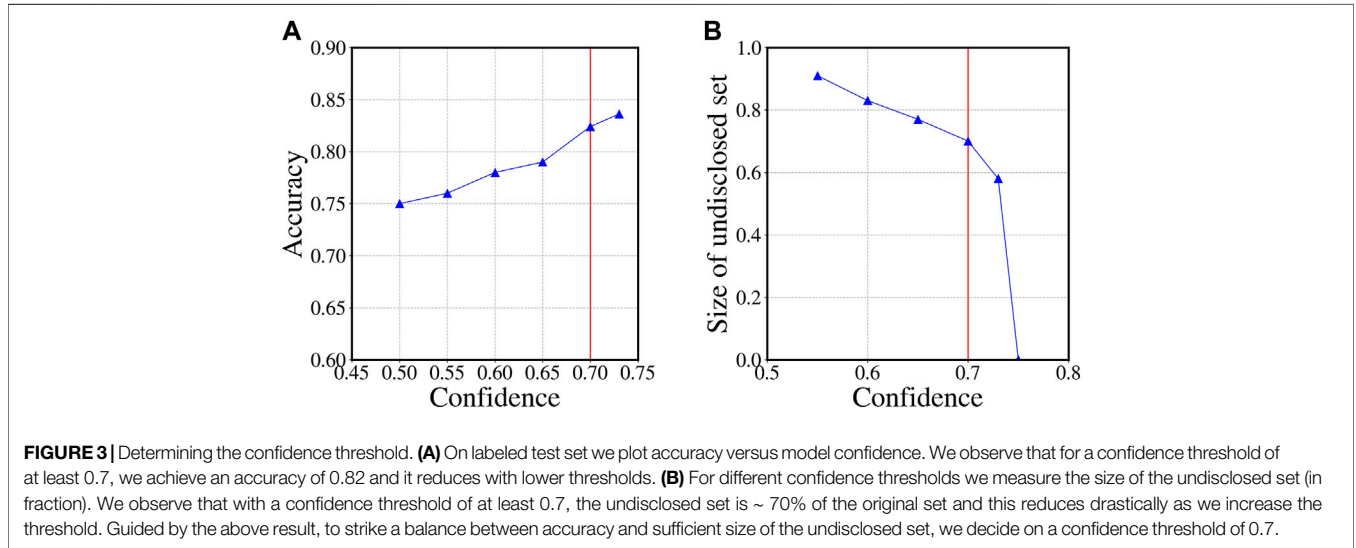 A
0.90
0.85
0.80
0.75
0.70
0.65
0.60
Accuracy
0.45 0.50 0.55 0.60 0.65 0.70 0.75
Confidence
B
1.0
0.8
0.6
0.4
0.2
0.0
Size of undisclosed set
0.5 0.6 0.7 0.8
Confidence
FIGURE 3 | Determining the confidence threshold. (A) On labeled test set we plot accuracy versus model confidence. We observe that for a confidence threshold of
at least 0.7, we achieve an accuracy of 0.82 and it reduces with lower thresholds. (B) For different confidence thresholds we measure the size of the undisclosed set (in
fraction). We observe that with a confidence threshold of at least 0.7, the undisclosed set is ~ 70% of the original set and this reduces drastically as we increase the
threshold. Guided by the above result, to strike a balance between accuracy and sufficient size of the undisclosed set, we decide on a confidence threshold of 0.7.